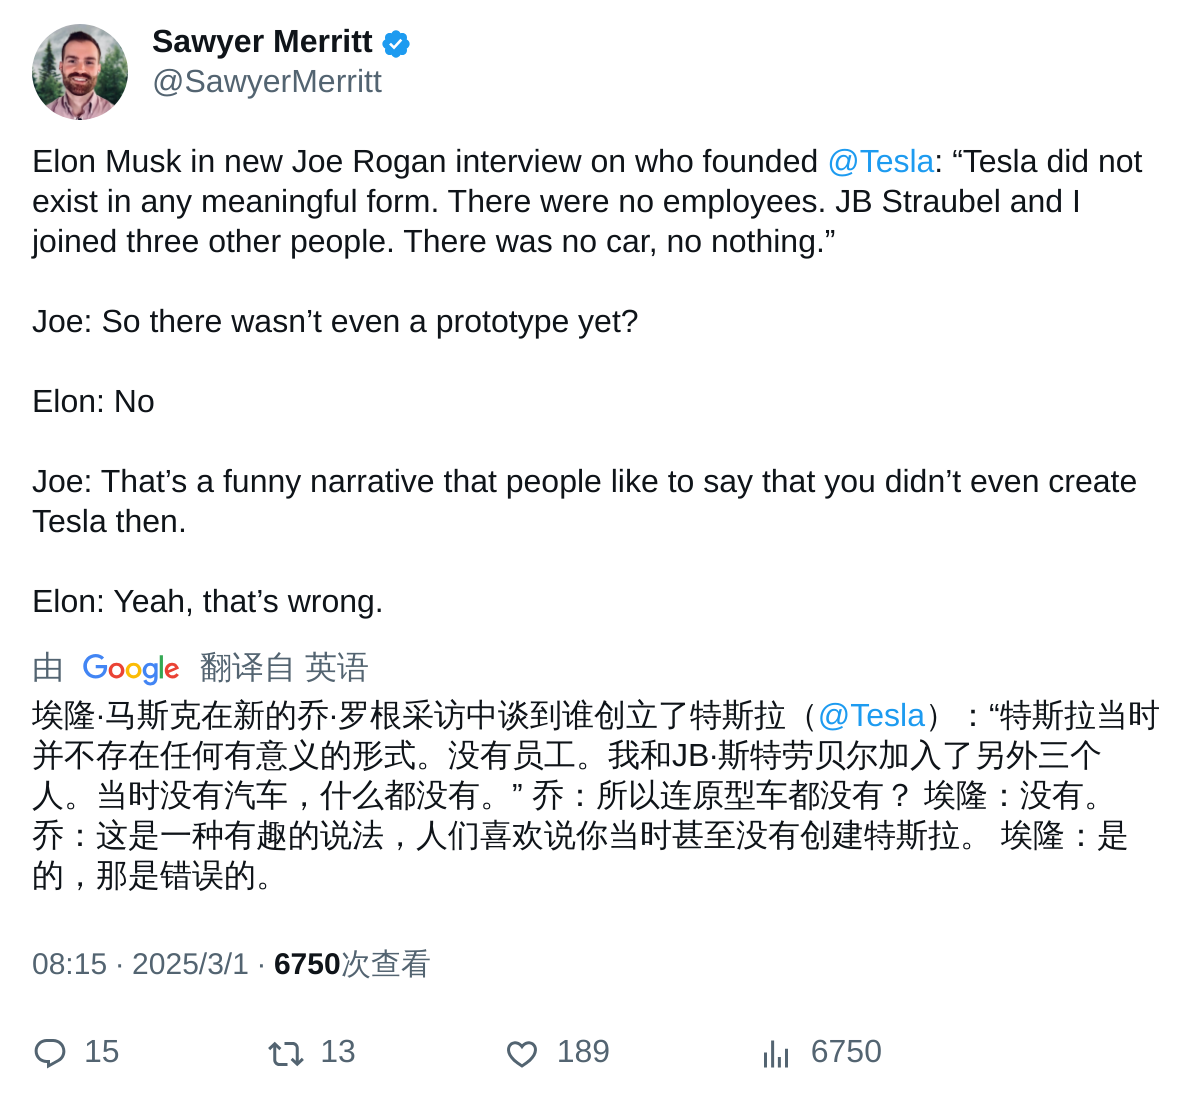 Sawyer Merritt
@SawyerMerritt
Elon Musk in new Joe Rogan interview on who founded @Tesla: “Tesla did not
exist in any meaningful form. There were no employees. JB Straubel and I
joined three other people. There was no car, no nothing.”
Joe: So there wasn’t even a prototype yet?
Elon: No
Joe: That’s a funny narrative that people like to say that you didn’t even create
Tesla then.
Elon: Yeah, that’s wrong.
由 Google 翻译自 英语
埃隆·马斯克在新的乔·罗根采访中谈到谁创立了特斯拉（@Tesla）：“特斯拉当时
并不存在任何有意义的形式。没有员工。我和JB·斯特劳贝尔加入了另外三个
人。当时没有汽车，什么都没有。” 乔：所以连原型车都没有？ 埃隆：没有。
乔：这是一种有趣的说法，人们喜欢说你当时甚至没有创建特斯拉。 埃隆：是
的，那是错误的。
08:15 · 2025/3/1 · 6750次查看
15 13 189 6750